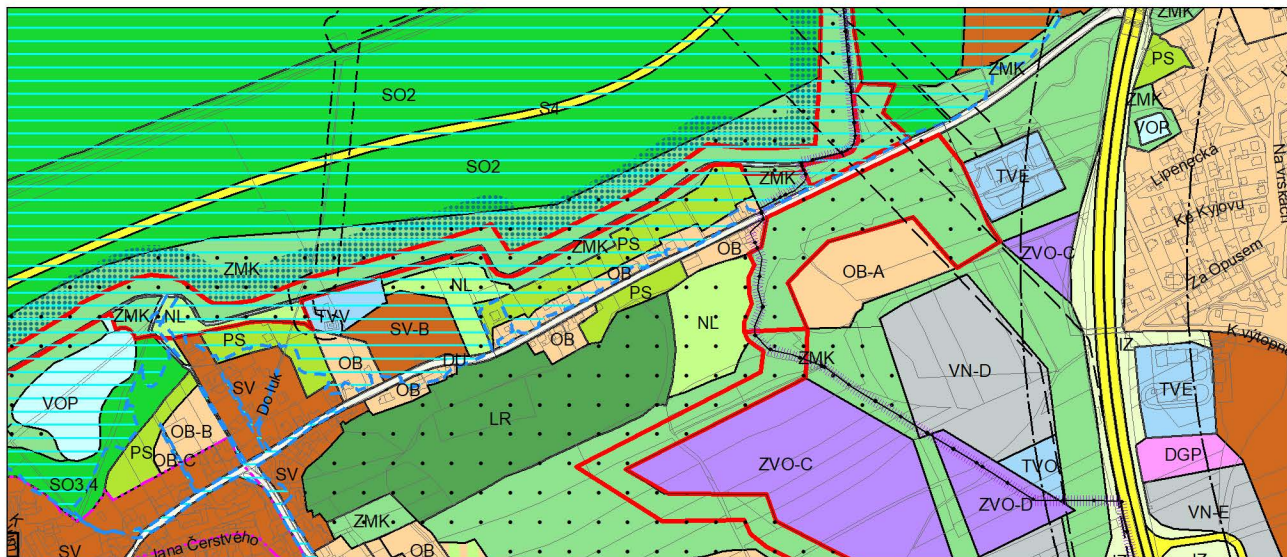 ZMK
PS
ZMK
SO2
S4
ZMK
VOP
Lipenecká
SO2
TVE
ZMK
Ke Kyjovu
ZMK
PS
OB
ZVO-C
Za Opusem
ZMK
OB
OB-A
NL
PS
ZMK
NL
TVV
SV-B
NL
PS
OB
IZ
OB
DU
ZMK
VN-D
TVE
VOP
SV
Do luk
OB
LR
OB-B
PS
OB-C
ZVO-C
TVO
DGP
SO3,4
SV
ZVO-D
VN-E
ZMK
SV
Jana Čerstvého
OB
IZ